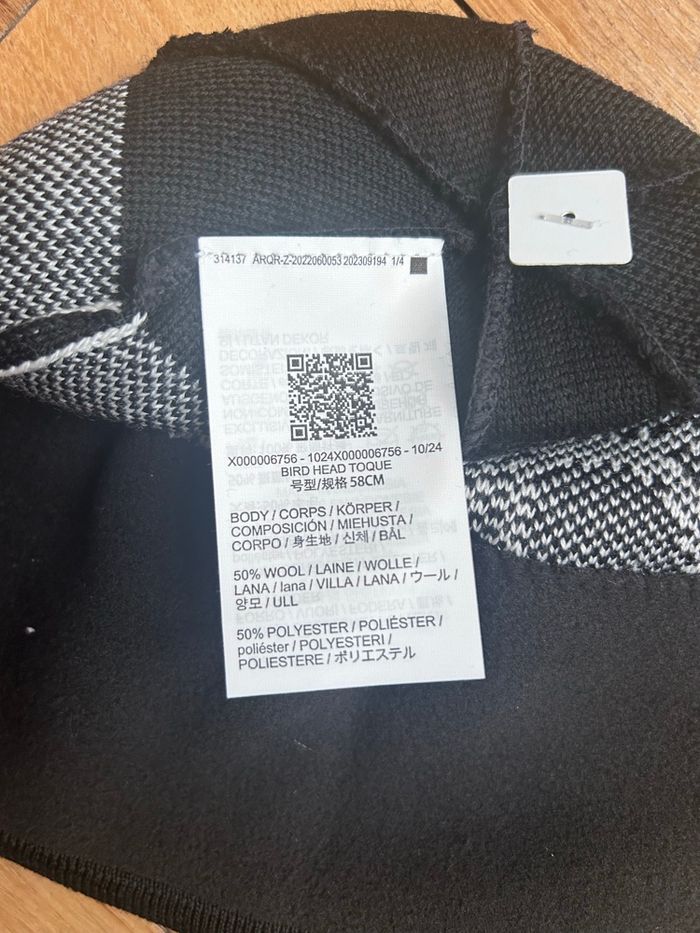 314137 ARQR-Z-2022060053 202309194 1/4
X000006756 - 1024X000006756 - 10/24
BIRD HEAD TOQUE
号型/规格 58CM
BODY / CORPS / KÖRPER /
COMPOSICIÓN / MIEHUSTA /
CORPO / 身生地 / 신체 / BÅL
50% WOOL / LAINE / WOLLE /
LANA / lana / VILLA / LANA / ウール /
양모 / ULL
50% POLYESTER / POLIÉSTER /
poliéster / POLYESTERI /
POLIESTERE / ポリエステル